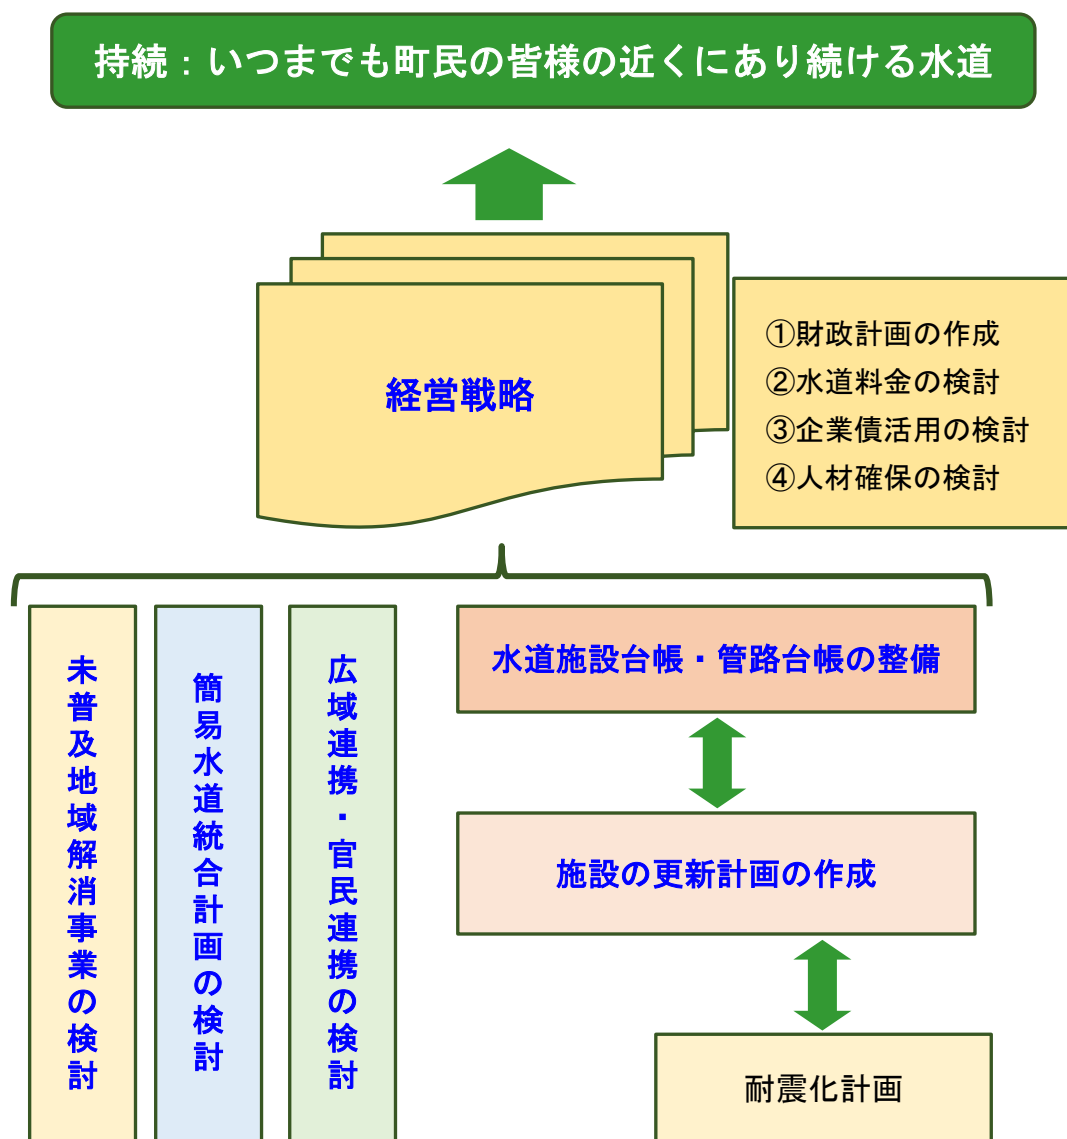 持続：いつまでも町民の皆様の近くにあり続ける水道
経営戦略
①財政計画の作成
②水道料金の検討
③企業債活用の検討
④人材確保の検討
未普及地域解消事業の検討
簡易水道統合計画の検討
広域連携・官民連携の検討
水道施設台帳・管路台帳の整備
施設の更新計画の作成
耐震化計画